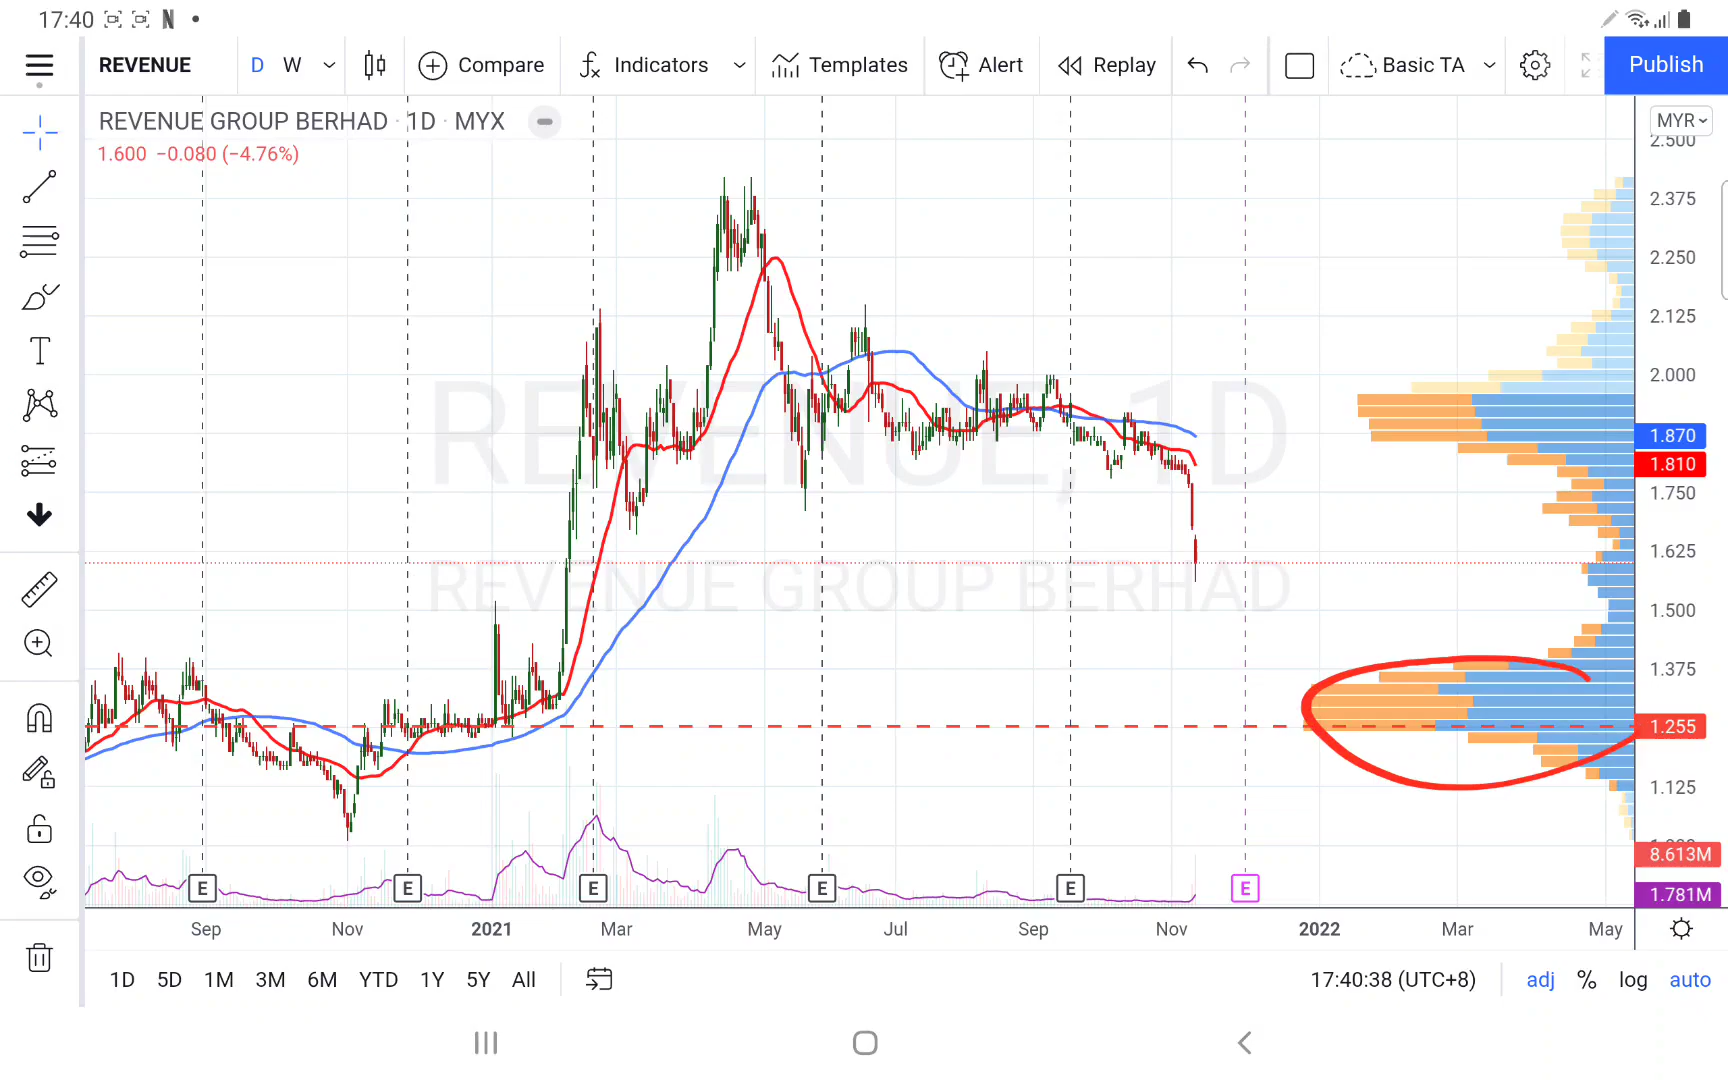 17:40
REVENUE D W Compare Indicators Templates Alert Replay Basic TA Publish
REVENUE GROUP BERHAD · 1D · MYX
MYR
1.600 −0.080 (−4.76%)
2.500
2.375
2.250
2.125
2.000
1.870
1.810
1.750
1.625
1.500
1.375
1.255
1.125
8.613M
1.781M
REVENUE, 1D
REVENUE GROUP BERHAD
E E E E E E
Sep Nov 2021 Mar May Jul Sep Nov 2022 Mar May
1D 5D 1M 3M 6M YTD 1Y 5Y All 17:40:38 (UTC+8) adj % log auto